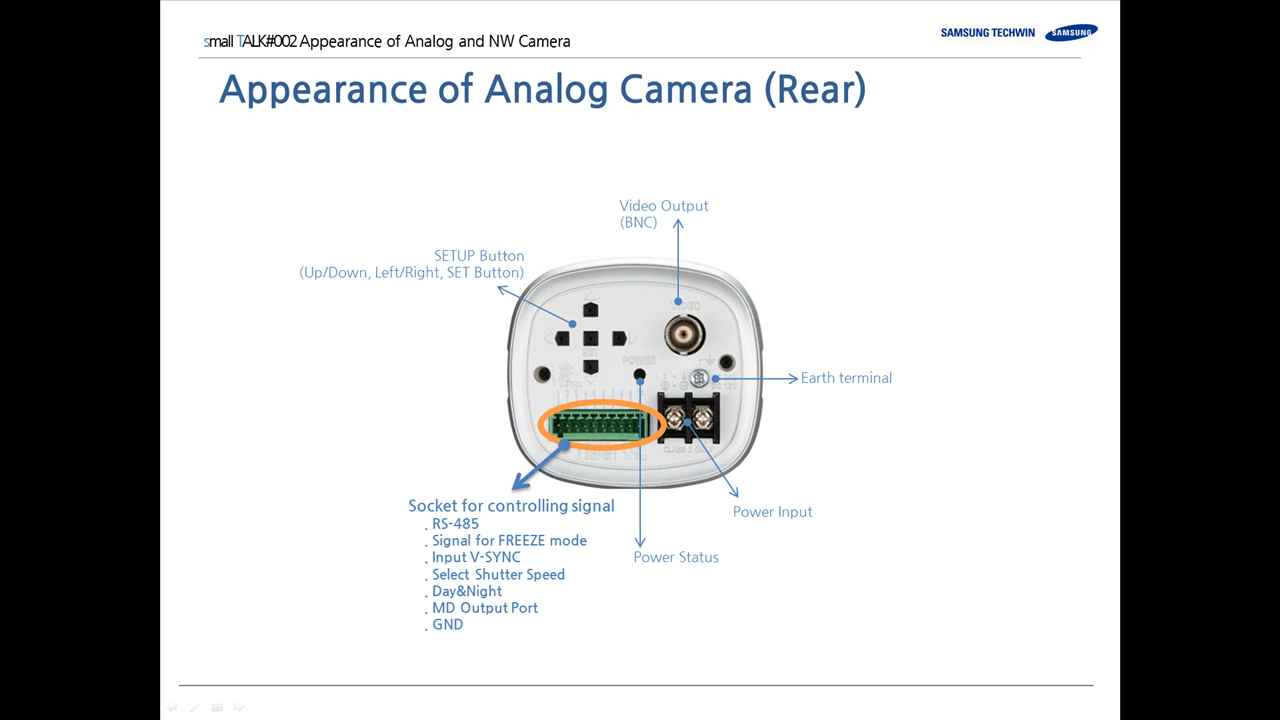 small TALK#002 Appearance of Analog and NW Camera
SAMSUNG TECHWIN
SAMSUNG
Appearance of Analog Camera (Rear)
Video Output
(BNC)
SETUP Button
(Up/Down, Left/Right, SET Button)
VIDEO
SET
POWER
Earth terminal
Socket for controlling signal
. RS-485
. Signal for FREEZE mode
. Input V-SYNC
. Select Shutter Speed
. Day&Night
. MD Output Port
. GND
Power Input
Power Status